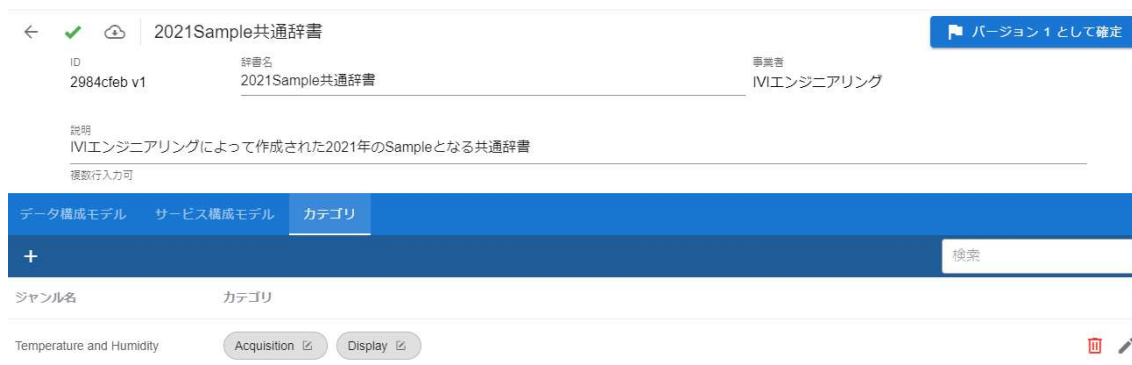 2021Sample共通辞書
バージョン 1 として確定
ID 辞書名 事業者
2984cfeb v1 2021Sample共通辞書 IVIエンジニアリング
説明
IVIエンジニアリングによって作成された2021年のSampleとなる共通辞書
複数行入力可
データ構成モデル サービス構成モデル カテゴリ
+ 検索
ジャンル名 カテゴリ
Temperature and Humidity Acquisition Display